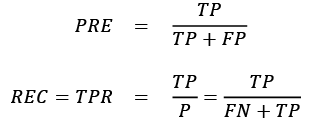 PRE = TP / TP + FP
REC = TPR = TP / P = TP / FN + TP